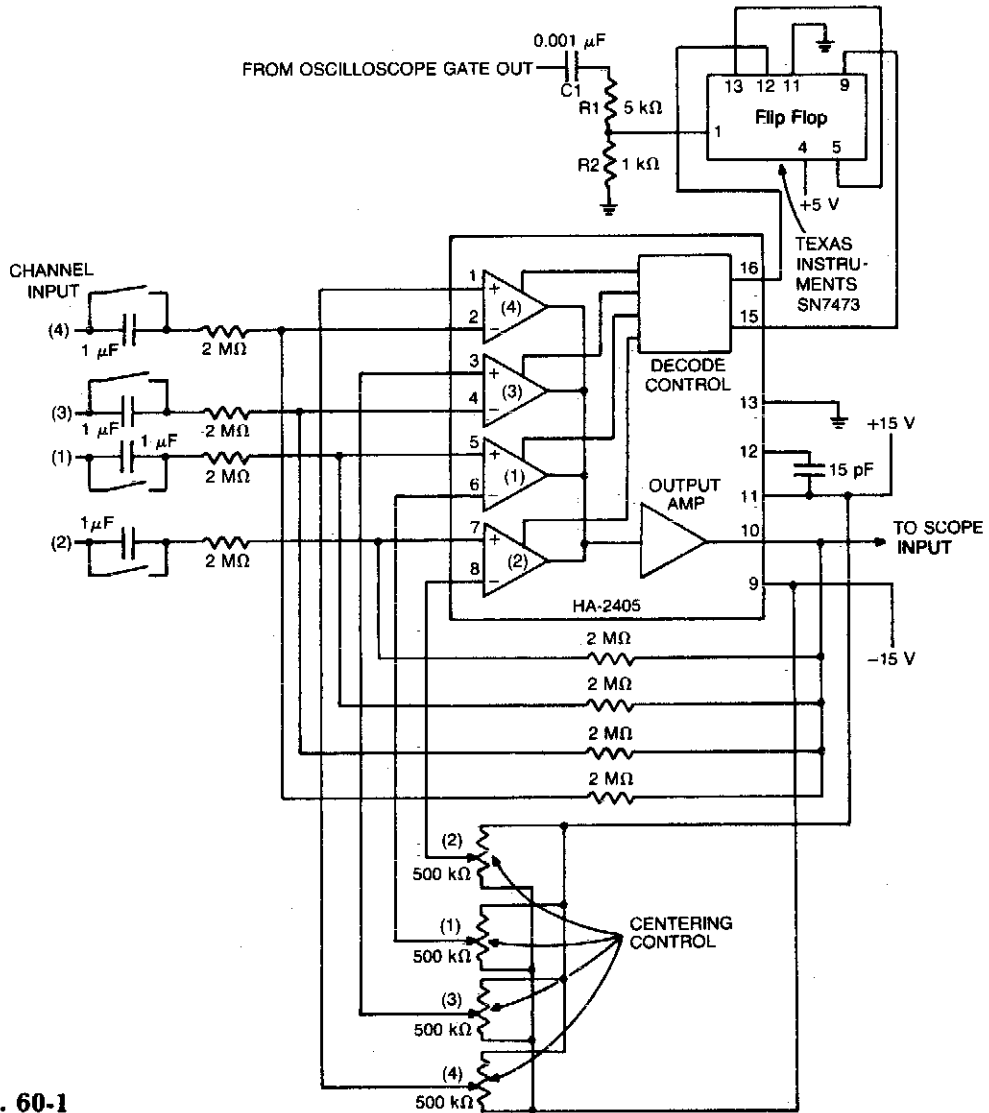 0.001 µF
FROM OSCILLOSCOPE GATE OUT
C1
R1
5 kΩ
R2
1 kΩ
13
12
11
9
Flip Flop
1
4
5
+5 V
TEXAS
INSTRU-
MENTS
SN7473
CHANNEL
INPUT
(4)
1 µF
2 MΩ
(3)
1 µF
2 MΩ
(1)
1 µF
2 MΩ
(2)
1 µF
2 MΩ
1
+
2
−
(4)
3
+
4
−
(3)
5
+
6
−
(1)
7
+
8
−
(2)
DECODE
CONTROL
16
15
13
12
11
10
9
OUTPUT
AMP
HA-2405
15 pF
+15 V
TO SCOPE
INPUT
−15 V
2 MΩ
2 MΩ
2 MΩ
2 MΩ
(2)
500 kΩ
(1)
500 kΩ
(3)
500 kΩ
(4)
500 kΩ
CENTERING
CONTROL
. 60-1